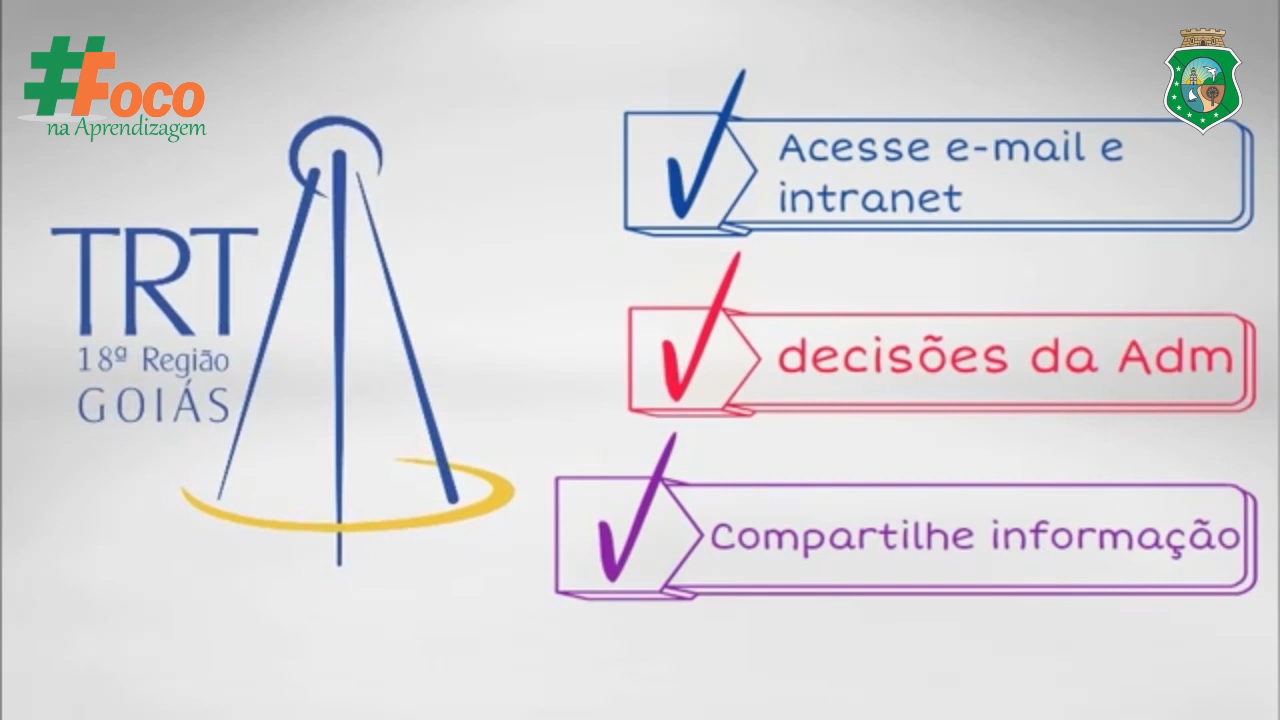 #Foco
na Aprendizagem
TRT
18ª Região
GOIÁS
Acesse e-mail e
intranet
decisões da Adm
Compartilhe informação